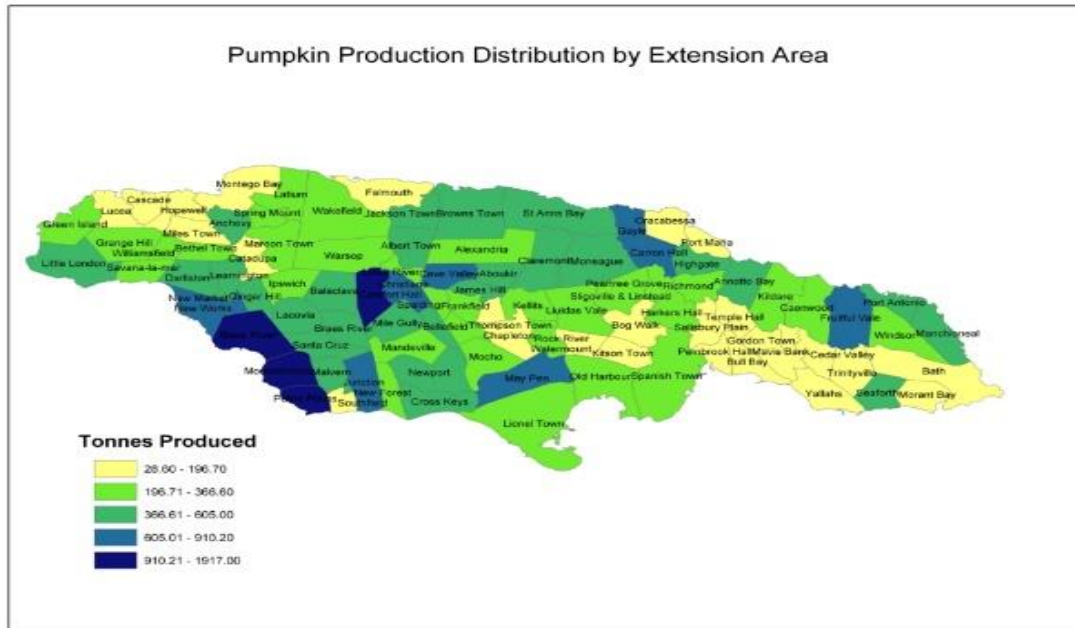 Pumpkin Production Distribution by Extension Area
Montego Bay
Latium
Falmouth
Cascade
Lucea
Hopewell
Green Island
Anchovy
Spring Mount
Wakefield
Jackson Town
Browns Town
St Anns Bay
Oracabessa
Gayle
Miles Town
Grange Hill
Williamsfield
Bethel Town
Maroon Town
Port Maria
Catadupa
Warsop
Albert Town
Alexandria
Carron Hall
Little London
Savana-la-mar
Darliston
Leamington
Ipswich
Balaclava
Cave Valley
Aboukir
Claremont
Moneague
Highgate
New Market
Ginger Hill
James Hill
Peartree Grove
Richmond
Annotto Bay
New Works
Lacovia
Frankfield
Kellits
Sligoville & Linstead
Kildare
Caenwood
Port Antonio
Braes River
Mile Gully
Bellefield
Thompson Town
Lluidas Vale
Harkers Hall
Temple Hall
Fruitful Vale
Manchioneal
Santa Cruz
Mandeville
Chapleton
Rock River
Bog Walk
Salisbury Plain
Gordon Town
Windsor
Mocho
Watermount
Kitson Town
Pembrook Hall
Mavis Bank
Cedar Valley
Malvern
Junction
Newport
May Pen
Old Harbour
Spanish Town
Bull Bay
Trinityville
Bath
New Forest
Southfield
Cross Keys
Yallahs
Seaforth
Morant Bay
Lionel Town
Tonnes Produced
28.60 - 196.70
196.71 - 366.60
366.61 - 605.00
605.01 - 910.20
910.21 - 1917.00